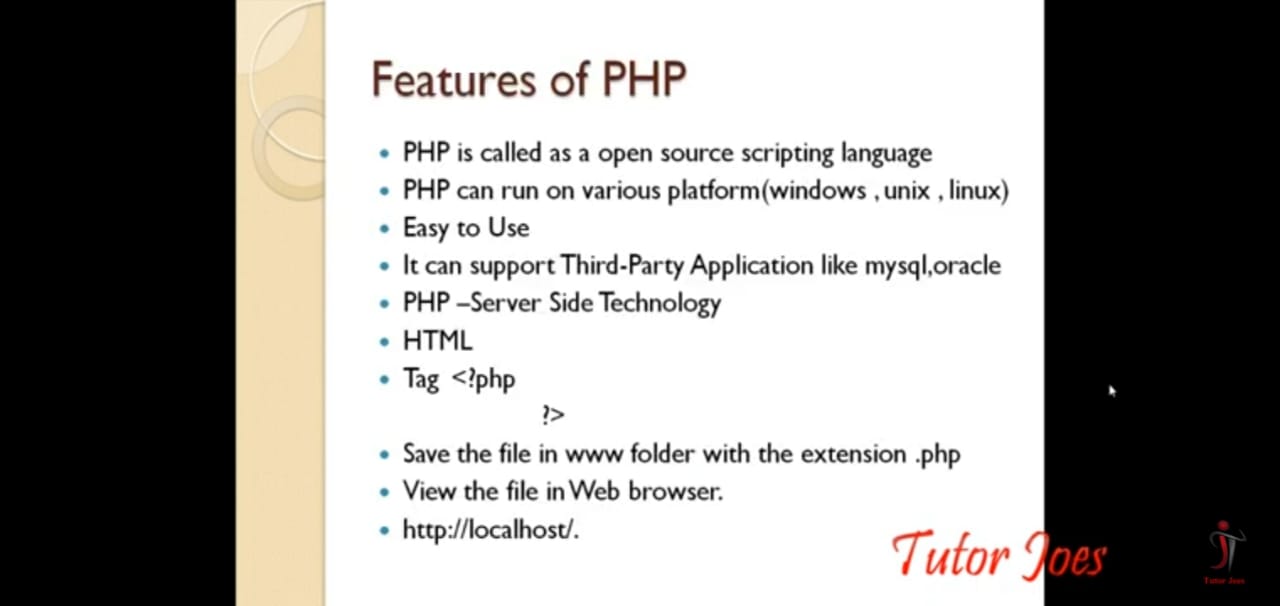 Features of PHP
• PHP is called as a open source scripting language
• PHP can run on various platform(windows , unix , linux)
• Easy to Use
• It can support Third-Party Application like mysql,oracle
• PHP –Server Side Technology
• HTML
• Tag <?php
?>
• Save the file in www folder with the extension .php
• View the file in Web browser.
• http://localhost/.
Tutor Joes
Tutor Joes